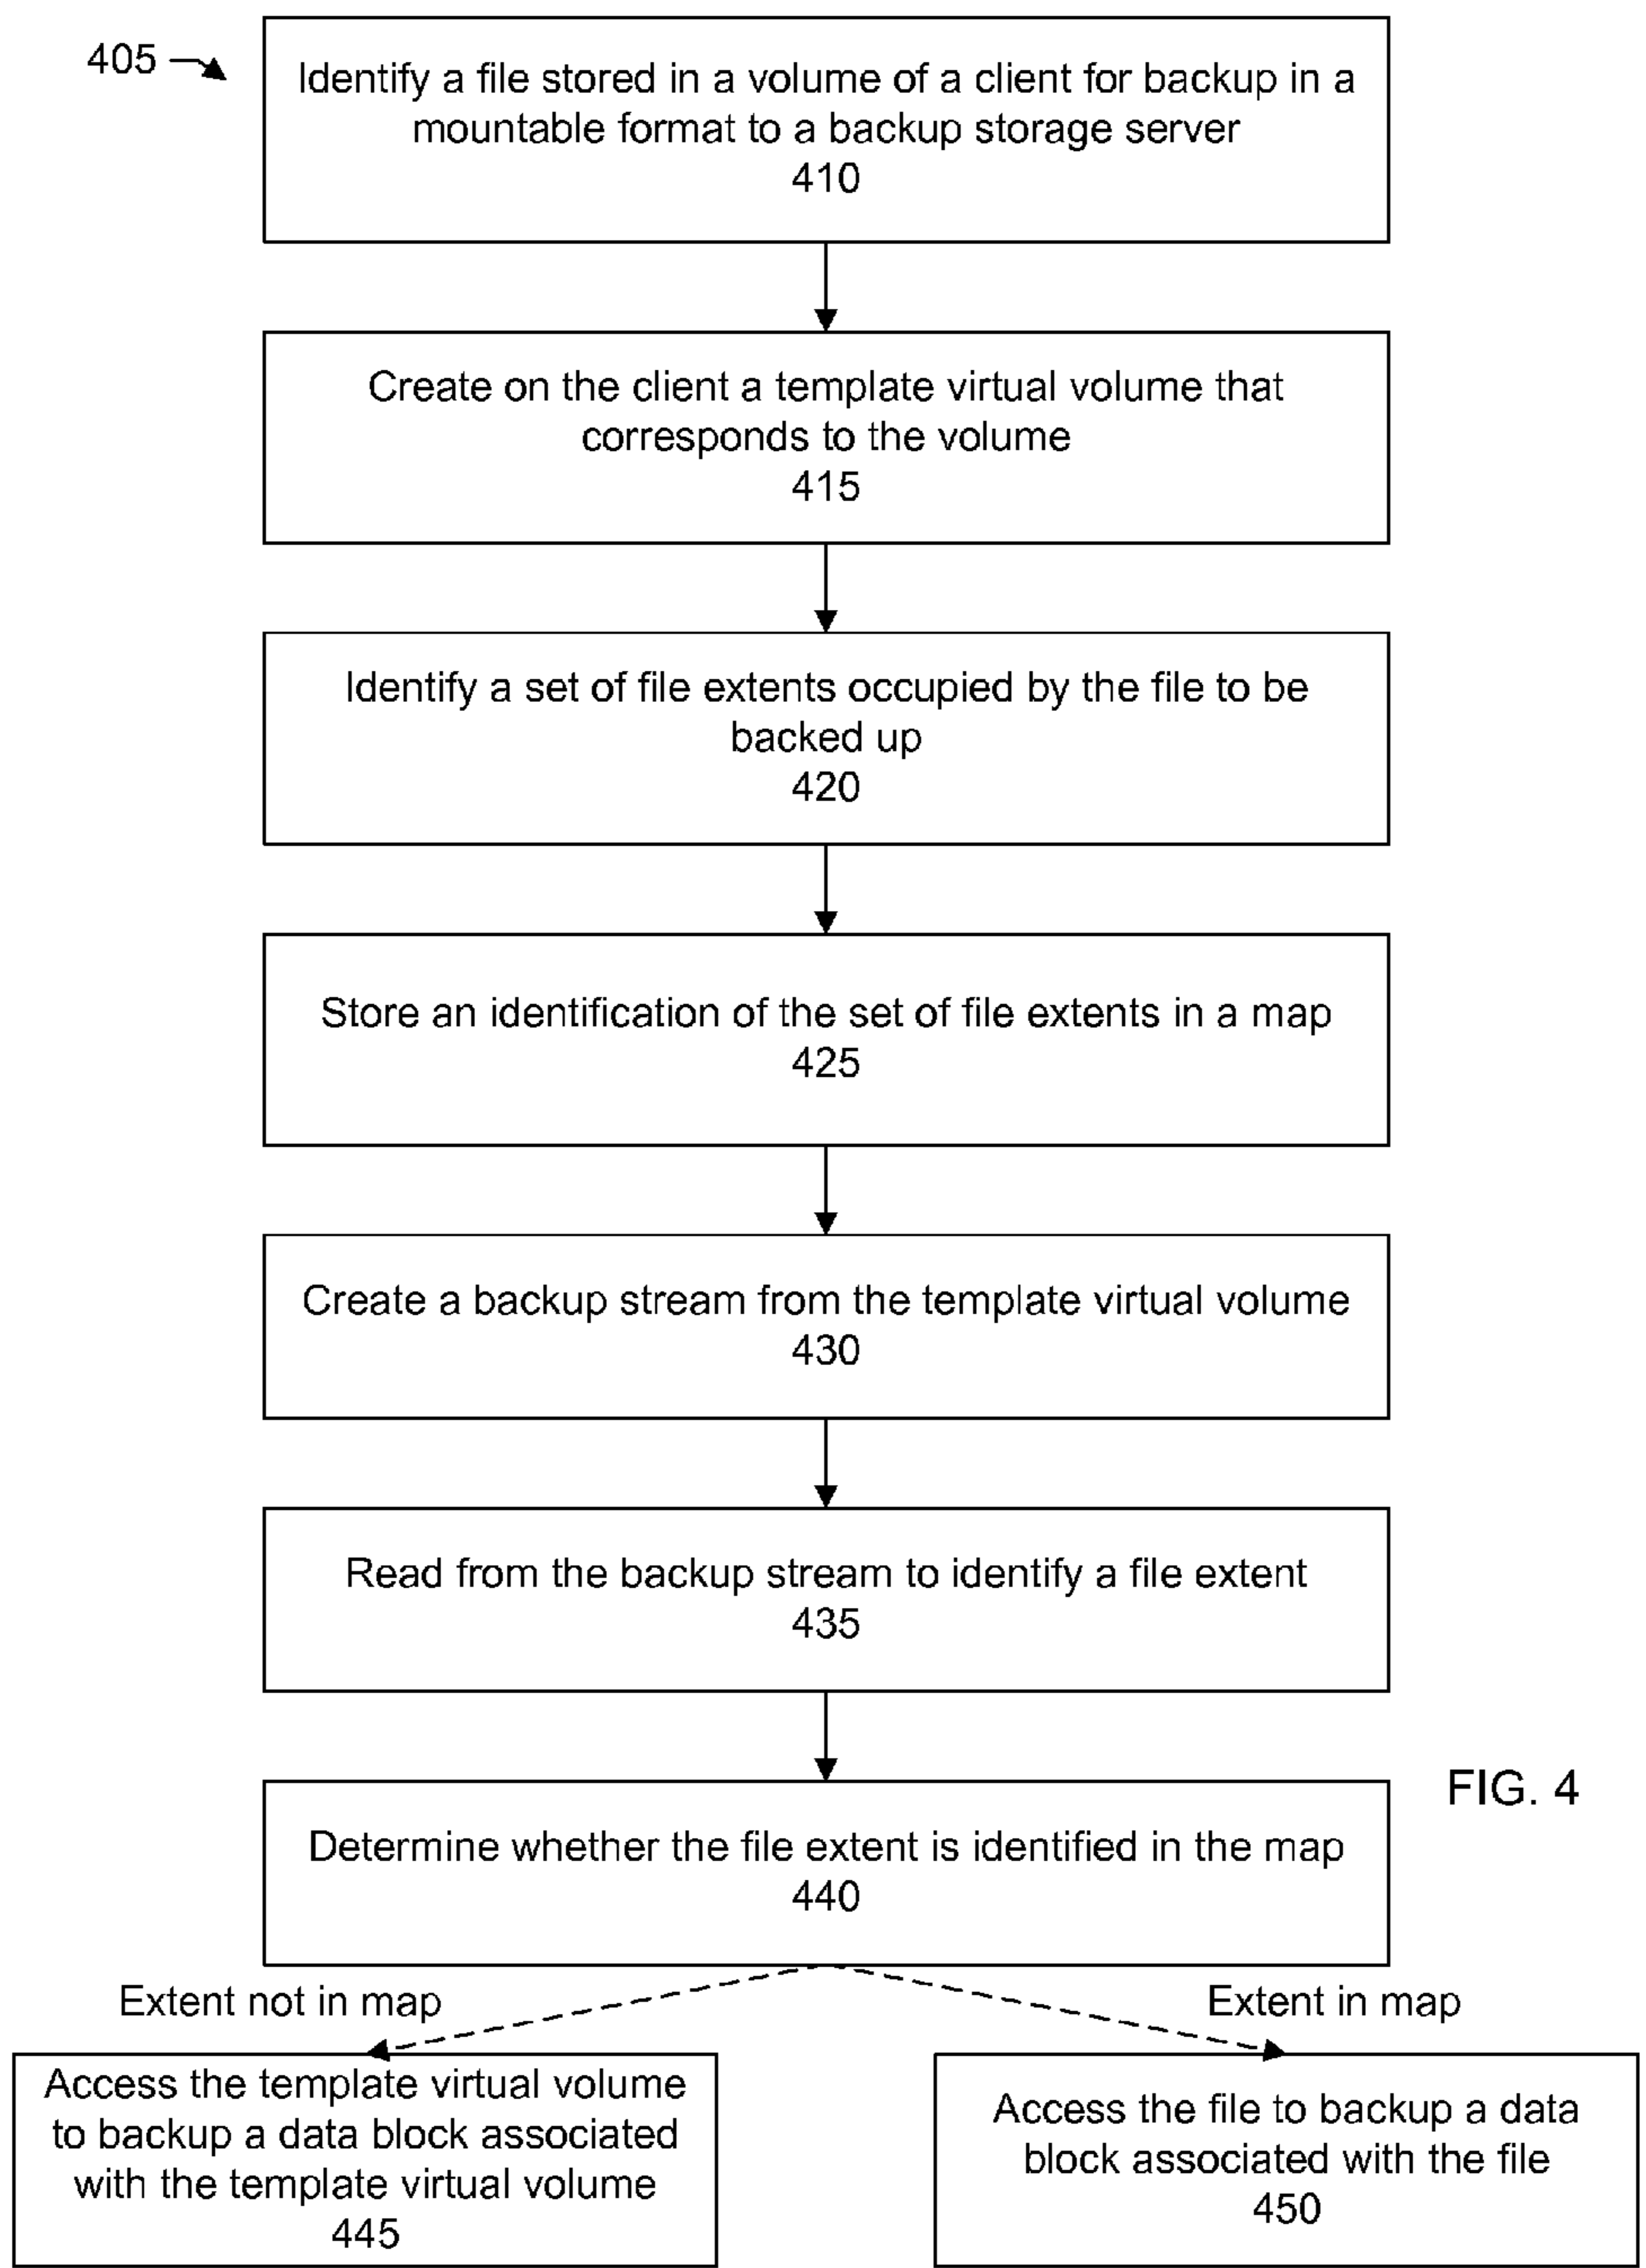 405
Identify a file stored in a volume of a client for backup in a
mountable format to a backup storage server
410
Create on the client a template virtual volume that
corresponds to the volume
415
Identify a set of file extents occupied by the file to be
backed up
420
Store an identification of the set of file extents in a map
425
Create a backup stream from the template virtual volume
430
Read from the backup stream to identify a file extent
435
FIG. 4
Determine whether the file extent is identified in the map
440
Extent not in map
Extent in map
Access the template virtual volume
to backup a data block associated
with the template virtual volume
445
Access the file to backup a data
block associated with the file
450